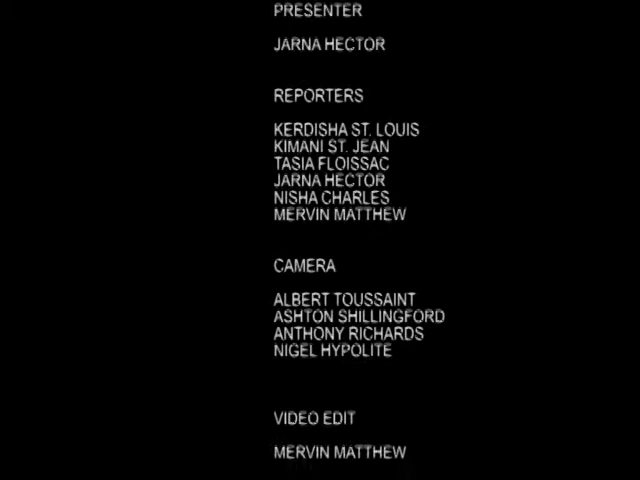 PRESENTER
JARNA HECTOR
REPORTERS
KERDISHA ST. LOUIS
KIMANI ST. JEAN
TASIA FLOISSAC
JARNA HECTOR
NISHA CHARLES
MERVIN MATTHEW
CAMERA
ALBERT TOUSSAINT
ASHTON SHILLINGFORD
ANTHONY RICHARDS
NIGEL HYPOLITE
VIDEO EDIT
MERVIN MATTHEW